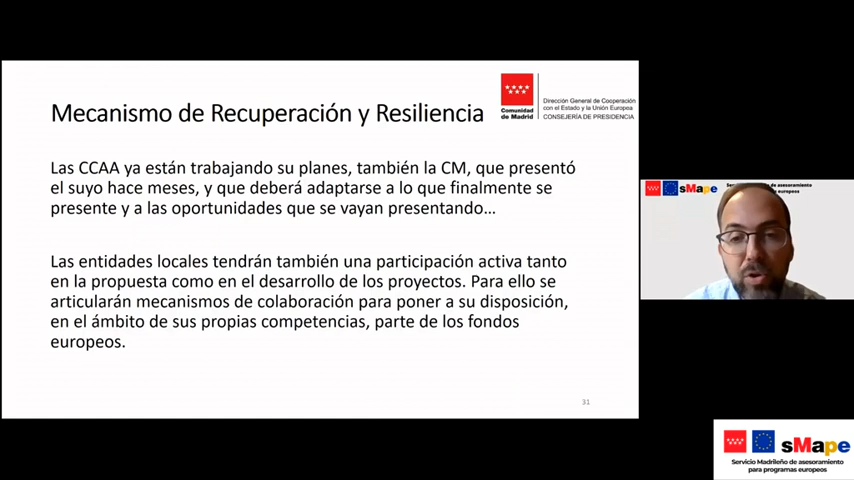 Mecanismo de Recuperación y Resiliencia
Comunidad
de Madrid
Dirección General de Cooperación
con el Estado y la Unión Europea
CONSEJERÍA DE PRESIDENCIA
Las CCAA ya están trabajando su planes, también la CM, que presentó
el suyo hace meses, y que deberá adaptarse a lo que finalmente se
presente y a las oportunidades que se vayan presentando...
Las entidades locales tendrán también una participación activa tanto
en la propuesta como en el desarrollo de los proyectos. Para ello se
articularán mecanismos de colaboración para poner a su disposición,
en el ámbito de sus propias competencias, parte de los fondos
europeos.
31
sMape
de asesoramiento
europeos
sMape
Servicio Madrileño de asesoramiento
para programas europeos